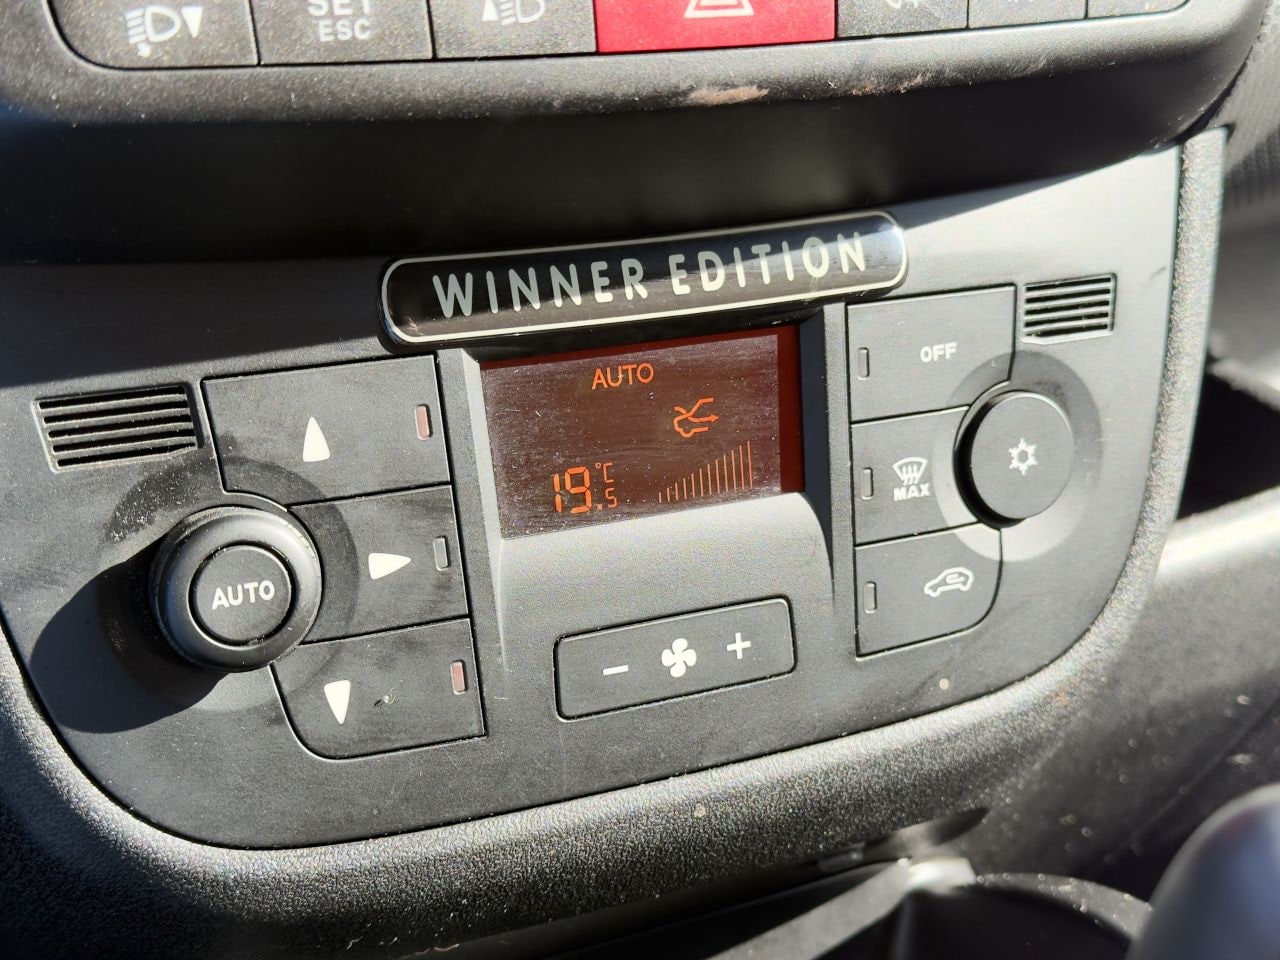 SET
ESC
WINNER EDITION
AUTO
19.5 °C
OFF
MAX
AUTO
- +